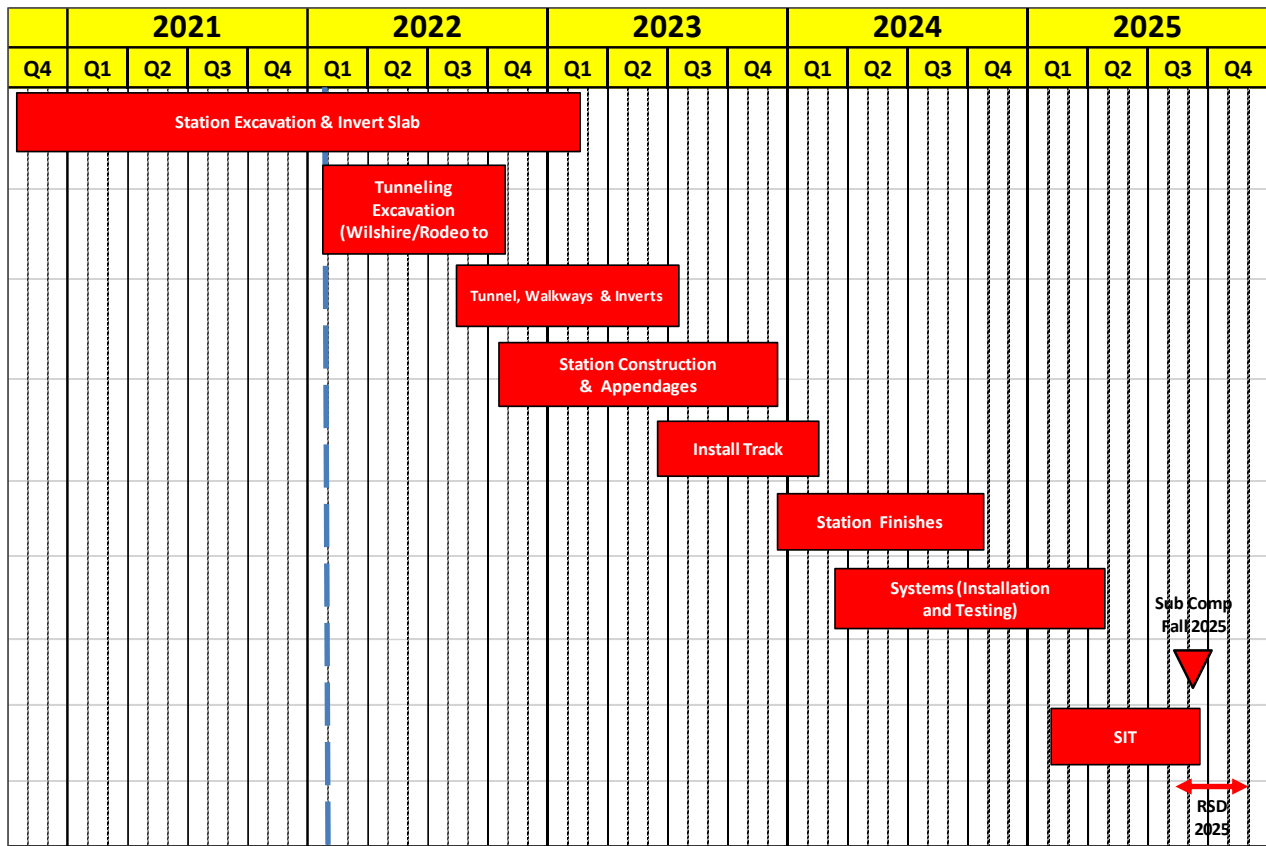 2021 2022 2023 2024 2025
Q4 Q1 Q2 Q3 Q4 Q1 Q2 Q3 Q4 Q1 Q2 Q3 Q4 Q1 Q2 Q3 Q4 Q1 Q2 Q3 Q4
Station Excavation & Invert Slab
Tunneling
Excavation
(Wilshire/Rodeo to
Tunnel, Walkways & Inverts
Station Construction
& Appendages
Install Track
Station Finishes
Systems (Installation
and Testing)
Sub Comp
Fall 2025
SIT
RSD
2025